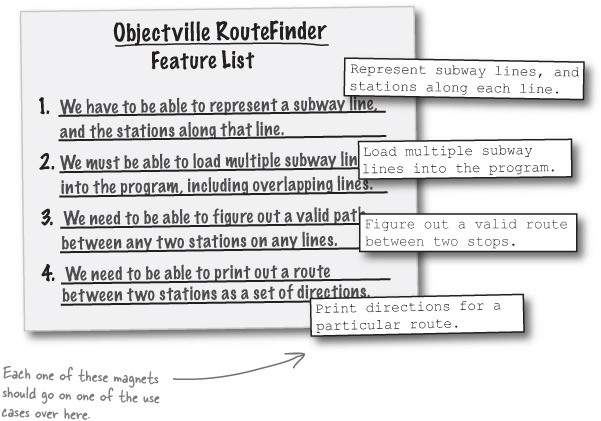 Objectville RouteFinder
Feature List
1. We have to be able to represent a subway line,
and the stations along that line.
2. We must be able to load multiple subway lin
into the program, including overlapping lines.
3. We need to be able to figure out a valid path
between any two stations on any lines.
4. We need to be able to print out a route
between two stations as a set of directions.
Represent subway lines, and
stations along each line.
Load multiple subway
lines into the program.
Figure out a valid route
between two stops.
Print directions for a
particular route.
Each one of these magnets
should go on one of the use
cases over here.